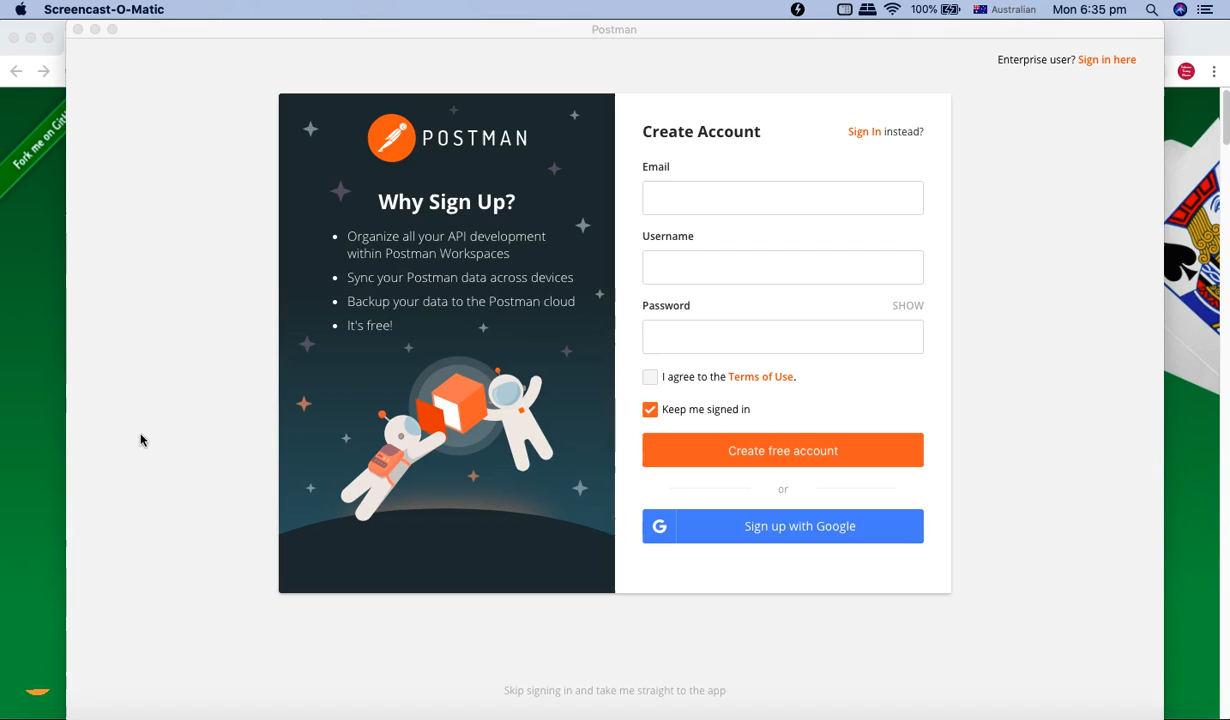 Screencast-O-Matic
100%
Australian
Mon 6:35 pm
Postman
Enterprise user? Sign in here
Fork me on GitH
POSTMAN
Why Sign Up?
• Organize all your API development
within Postman Workspaces
• Sync your Postman data across devices
• Backup your data to the Postman cloud
• It's free!
Create Account
Sign In instead?
Email
Username
Password
SHOW
I agree to the Terms of Use.
Keep me signed in
Create free account
or
G
Sign up with Google
Skip signing in and take me straight to the app